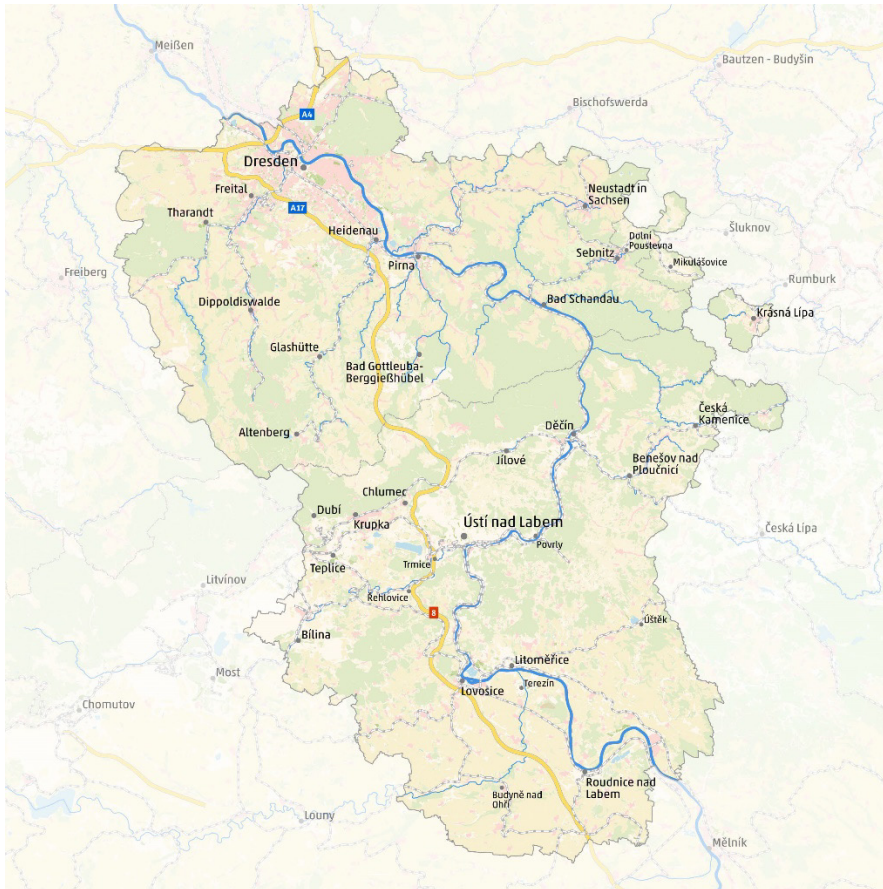 Meißen
Bautzen - Budyšin
Bischofswerda
A4
Dresden
Freital
Neustadt in
Sachsen
A17
Tharandt
Heidenau
Šluknov
Dolní
Poustevna
Sebnitz
Pirna
Mikulášovice
Freiberg
Rumburk
Dippoldiswalde
Bad Schandau
Krásná Lípa
Glashütte
Bad Gottleuba-
Berggießhübel
Česká
Kamenice
Altenberg
Děčín
Jílové
Benešov nad
Ploučnicí
Chlumec
Dubí
Krupka
Ústí nad Labem
Česká Lípa
Povrly
Teplice
Trmice
Litvínov
Řehlovice
8
Úštěk
Bílina
Litoměřice
Most
Terezín
Lovosice
Chomutov
Roudnice nad
Labem
Budyně nad
Ohří
Louny
Mělník